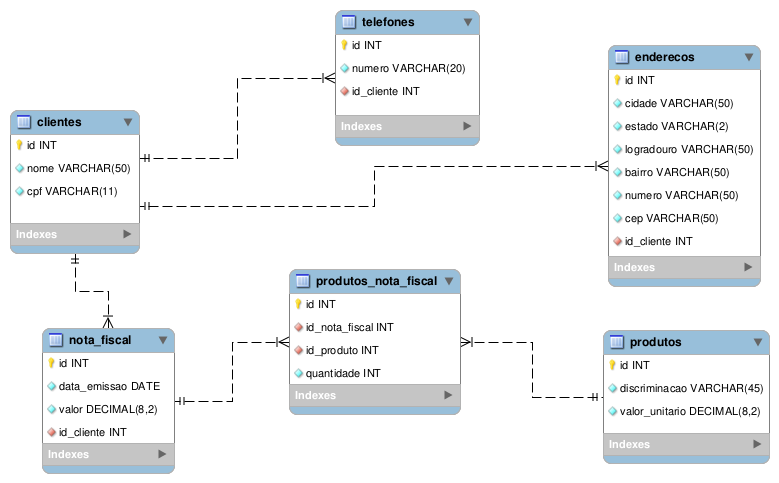 telefones
id INT
numero VARCHAR(20)
id_cliente INT
Indexes
enderecos
id INT
cidade VARCHAR(50)
estado VARCHAR(2)
logradouro VARCHAR(50)
bairro VARCHAR(50)
numero VARCHAR(50)
cep VARCHAR(50)
id_cliente INT
Indexes
clientes
id INT
nome VARCHAR(50)
cpf VARCHAR(11)
Indexes
produtos_nota_fiscal
id INT
id_nota_fiscal INT
id_produto INT
quantidade INT
Indexes
nota_fiscal
id INT
data_emissao DATE
valor DECIMAL(8,2)
id_cliente INT
Indexes
produtos
id INT
discriminacao VARCHAR(45)
valor_unitario DECIMAL(8,2)
Indexes